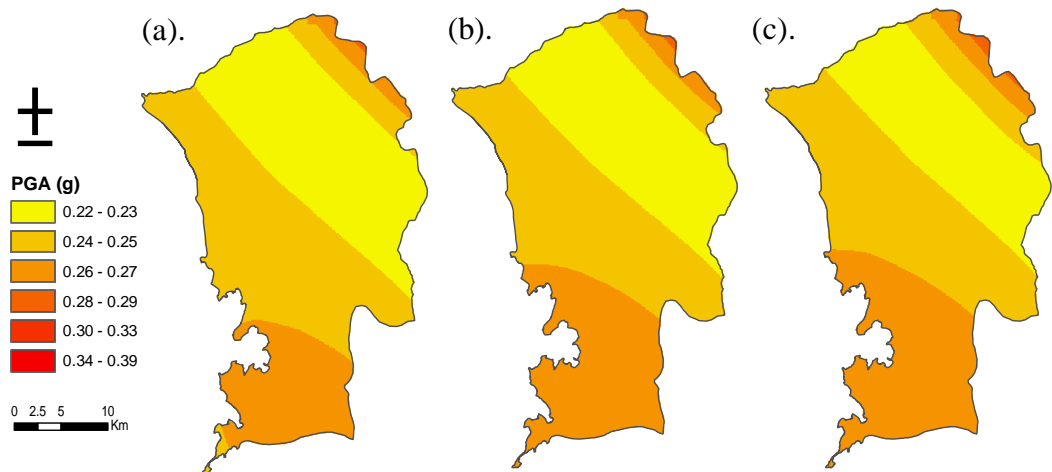 (a).
(b).
(c).
PGA (g)
0.22 - 0.23
0.24 - 0.25
0.26 - 0.27
0.28 - 0.29
0.30 - 0.33
0.34 - 0.39
0 2.5 5 10
Km